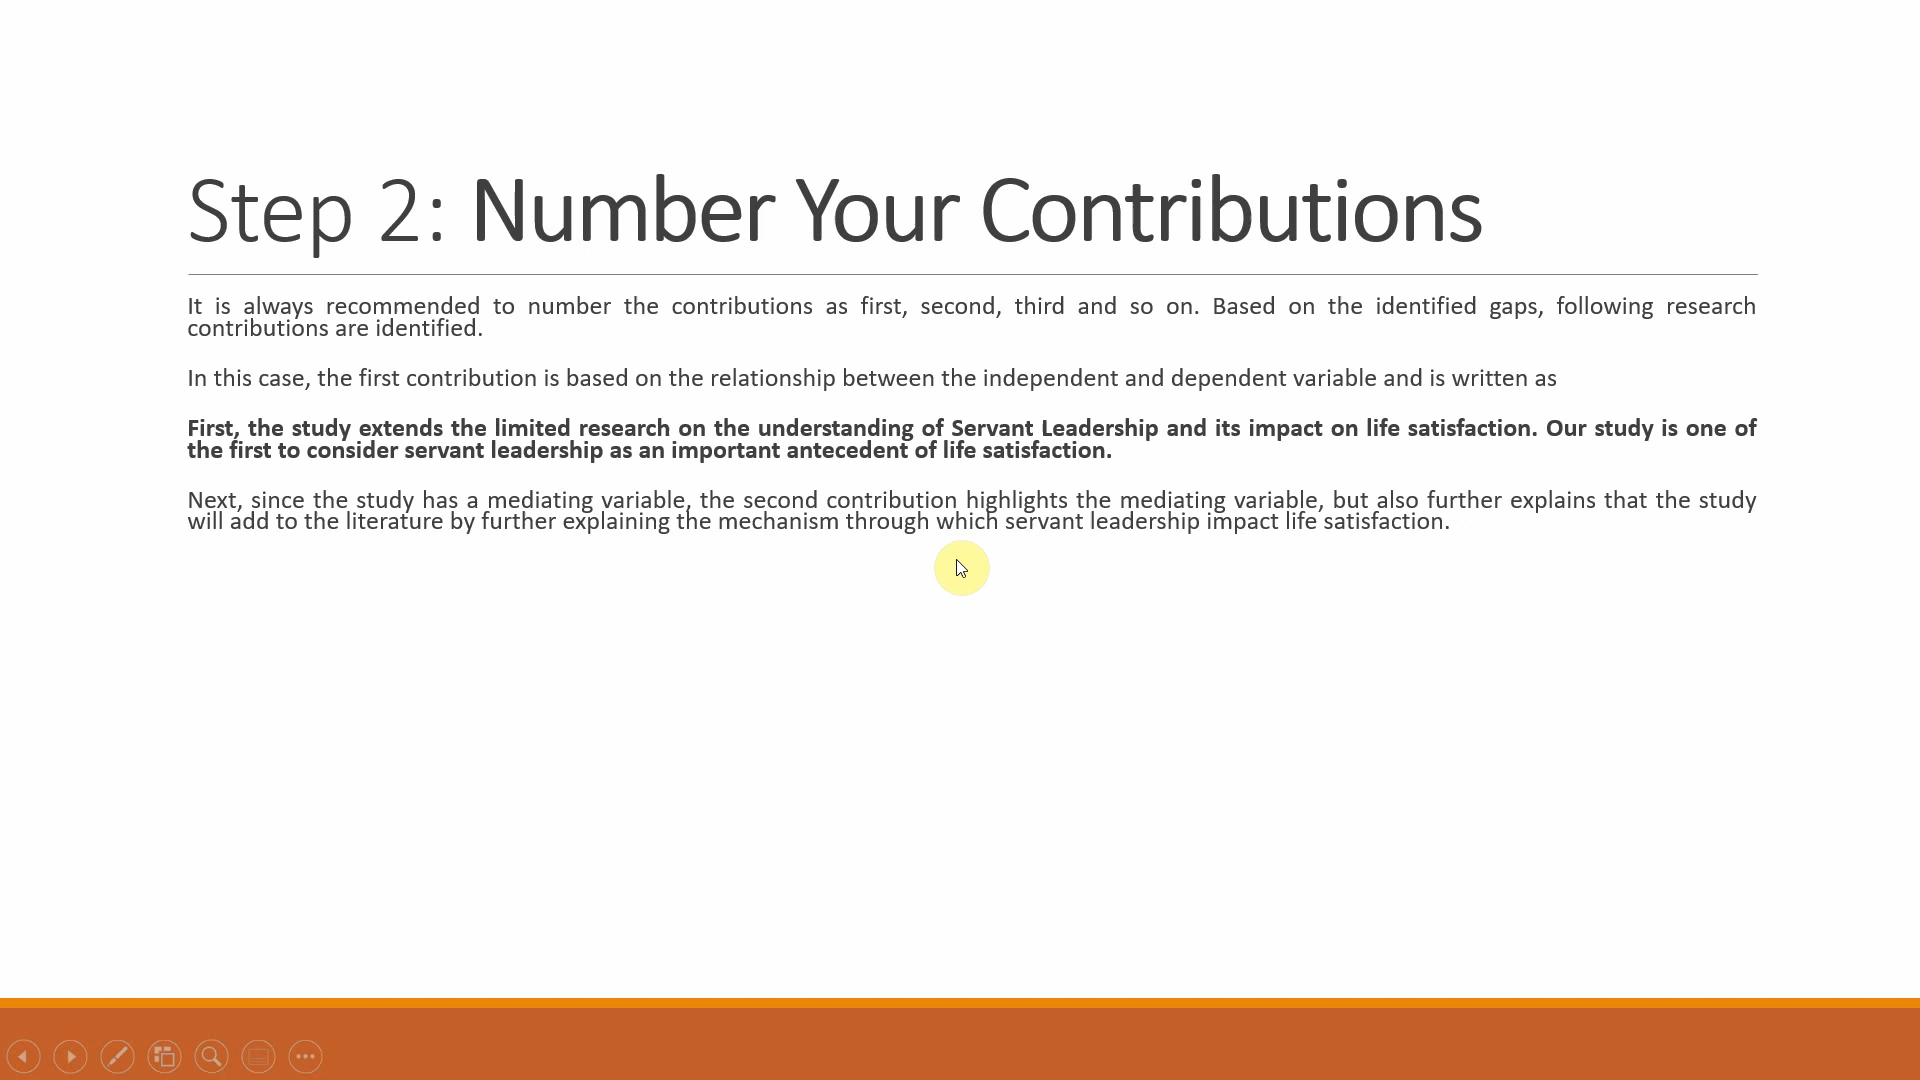 Step 2: Number Your Contributions
It is always recommended to number the contributions as first, second, third and so on. Based on the identified gaps, following research
contributions are identified.
In this case, the first contribution is based on the relationship between the independent and dependent variable and is written as
First, the study extends the limited research on the understanding of Servant Leadership and its impact on life satisfaction. Our study is one of
the first to consider servant leadership as an important antecedent of life satisfaction.
Next, since the study has a mediating variable, the second contribution highlights the mediating variable, but also further explains that the study
will add to the literature by further explaining the mechanism through which servant leadership impact life satisfaction.